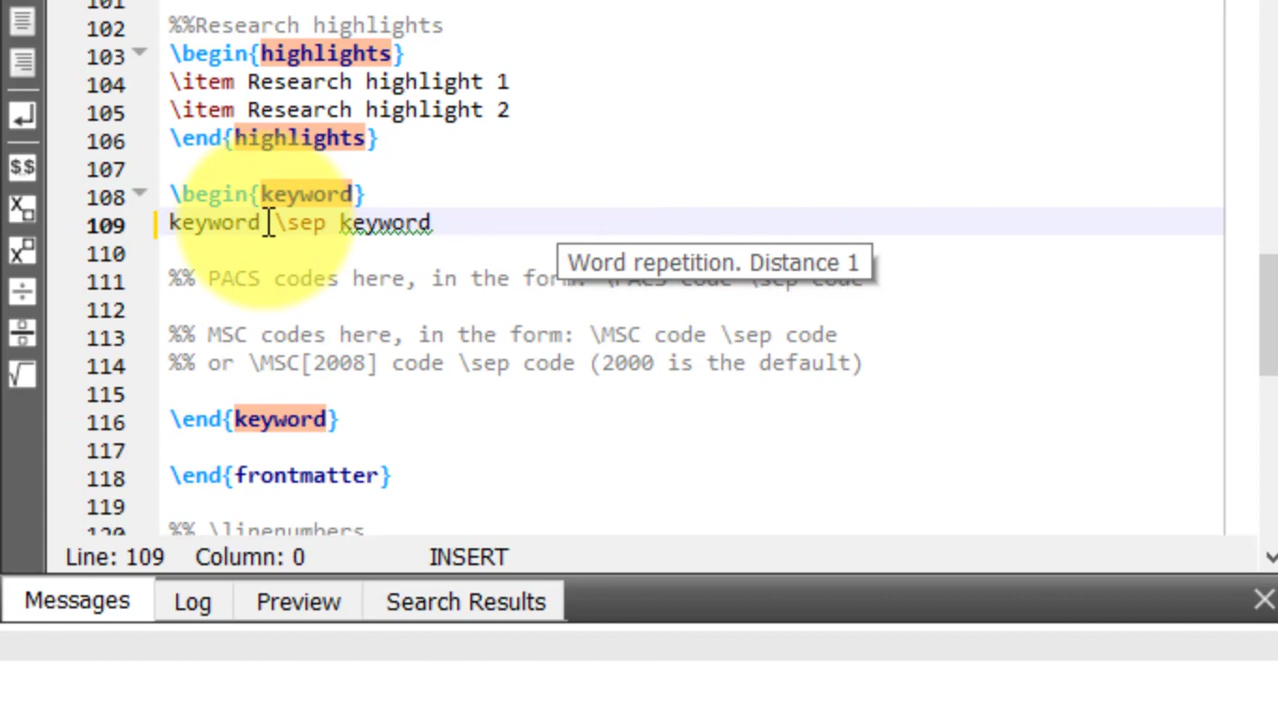 101
102 %%Research highlights
103 \begin{highlights}
104 \item Research highlight 1
105 \item Research highlight 2
106 \end{highlights}
107
108 \begin{keyword}
109 keyword \sep keyword
110
Word repetition. Distance 1
111 %% PACS codes here, in the form: \PACS code \sep code
112
113 %% MSC codes here, in the form: \MSC code \sep code
114 %% or \MSC[2008] code \sep code (2000 is the default)
115
116 \end{keyword}
117
118 \end{frontmatter}
119
120 %% \linenumbers
Line: 109 Column: 0 INSERT
Messages Log Preview Search Results